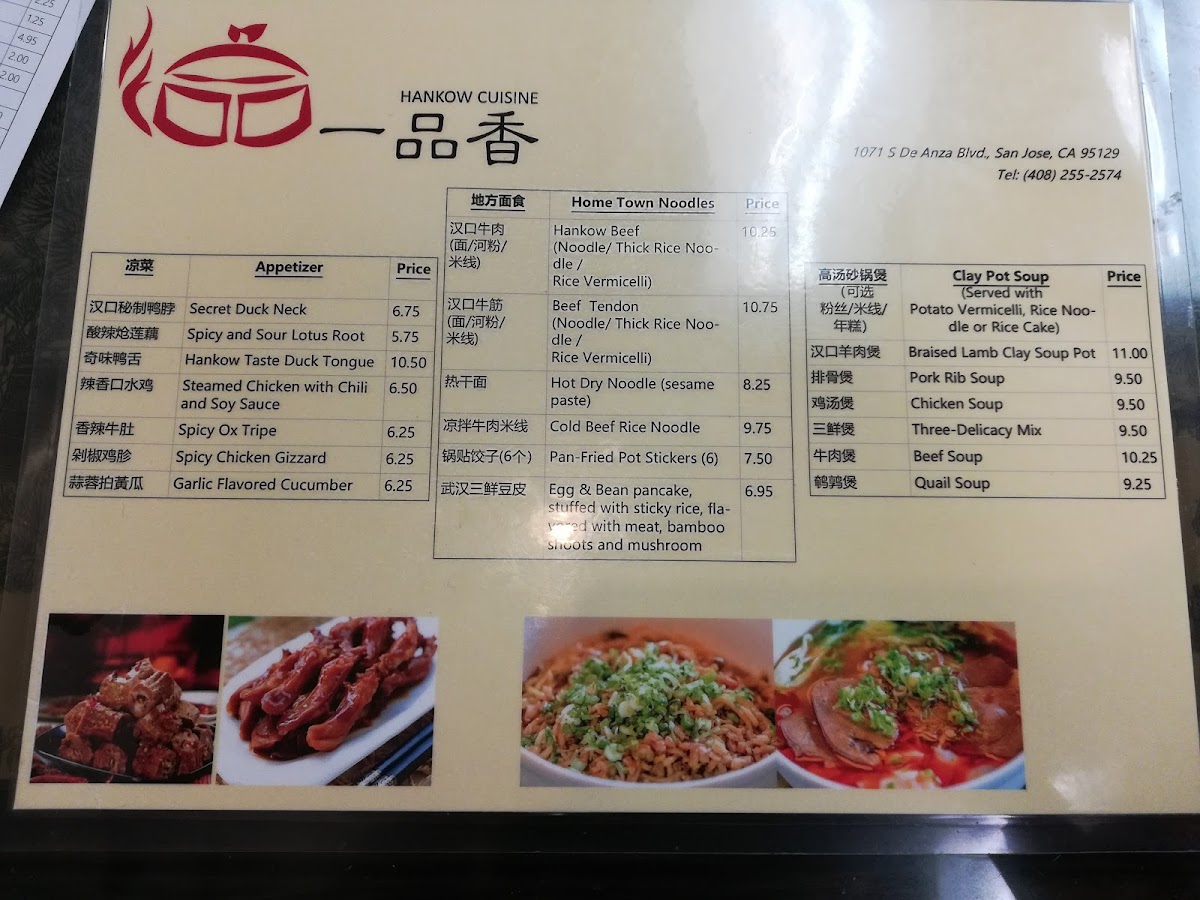 2.25
1.25
4.95
2.00
2.00
HANKOW CUISINE
一品香
1071 S De Anza Blvd., San Jose, CA 95129
Tel: (408) 255-2574
凉菜 Appetizer Price
汉口秘制鸭脖 Secret Duck Neck 6.75
酸辣炝莲藕 Spicy and Sour Lotus Root 5.75
奇味鸭舌 Hankow Taste Duck Tongue 10.50
辣香口水鸡 Steamed Chicken with Chili 6.50
and Soy Sauce
香辣牛肚 Spicy Ox Tripe 6.25
剁椒鸡胗 Spicy Chicken Gizzard 6.25
蒜蓉拍黃瓜 Garlic Flavored Cucumber 6.25
地方面食 Home Town Noodles Price
汉口牛肉 Hankow Beef 10.25
(面/河粉/ (Noodle/ Thick Rice Noo-
米线) dle /
Rice Vermicelli)
汉口牛筋 Beef Tendon 10.75
(面/河粉/ (Noodle/ Thick Rice Noo-
米线) dle /
Rice Vermicelli)
热干面 Hot Dry Noodle (sesame 8.25
paste)
凉拌牛肉米线 Cold Beef Rice Noodle 9.75
锅贴饺子(6个) Pan-Fried Pot Stickers (6) 7.50
武汉三鲜豆皮 Egg & Bean pancake, 6.95
stuffed with sticky rice, fla-
vored with meat, bamboo
shoots and mushroom
高汤砂锅煲 Clay Pot Soup Price
(可选 (Served with
粉丝/米线/ Potato Vermicelli, Rice Noo-
年糕) dle or Rice Cake)
汉口羊肉煲 Braised Lamb Clay Soup Pot 11.00
排骨煲 Pork Rib Soup 9.50
鸡汤煲 Chicken Soup 9.50
三鲜煲 Three-Delicacy Mix 9.50
牛肉煲 Beef Soup 10.25
鹌鹑煲 Quail Soup 9.25